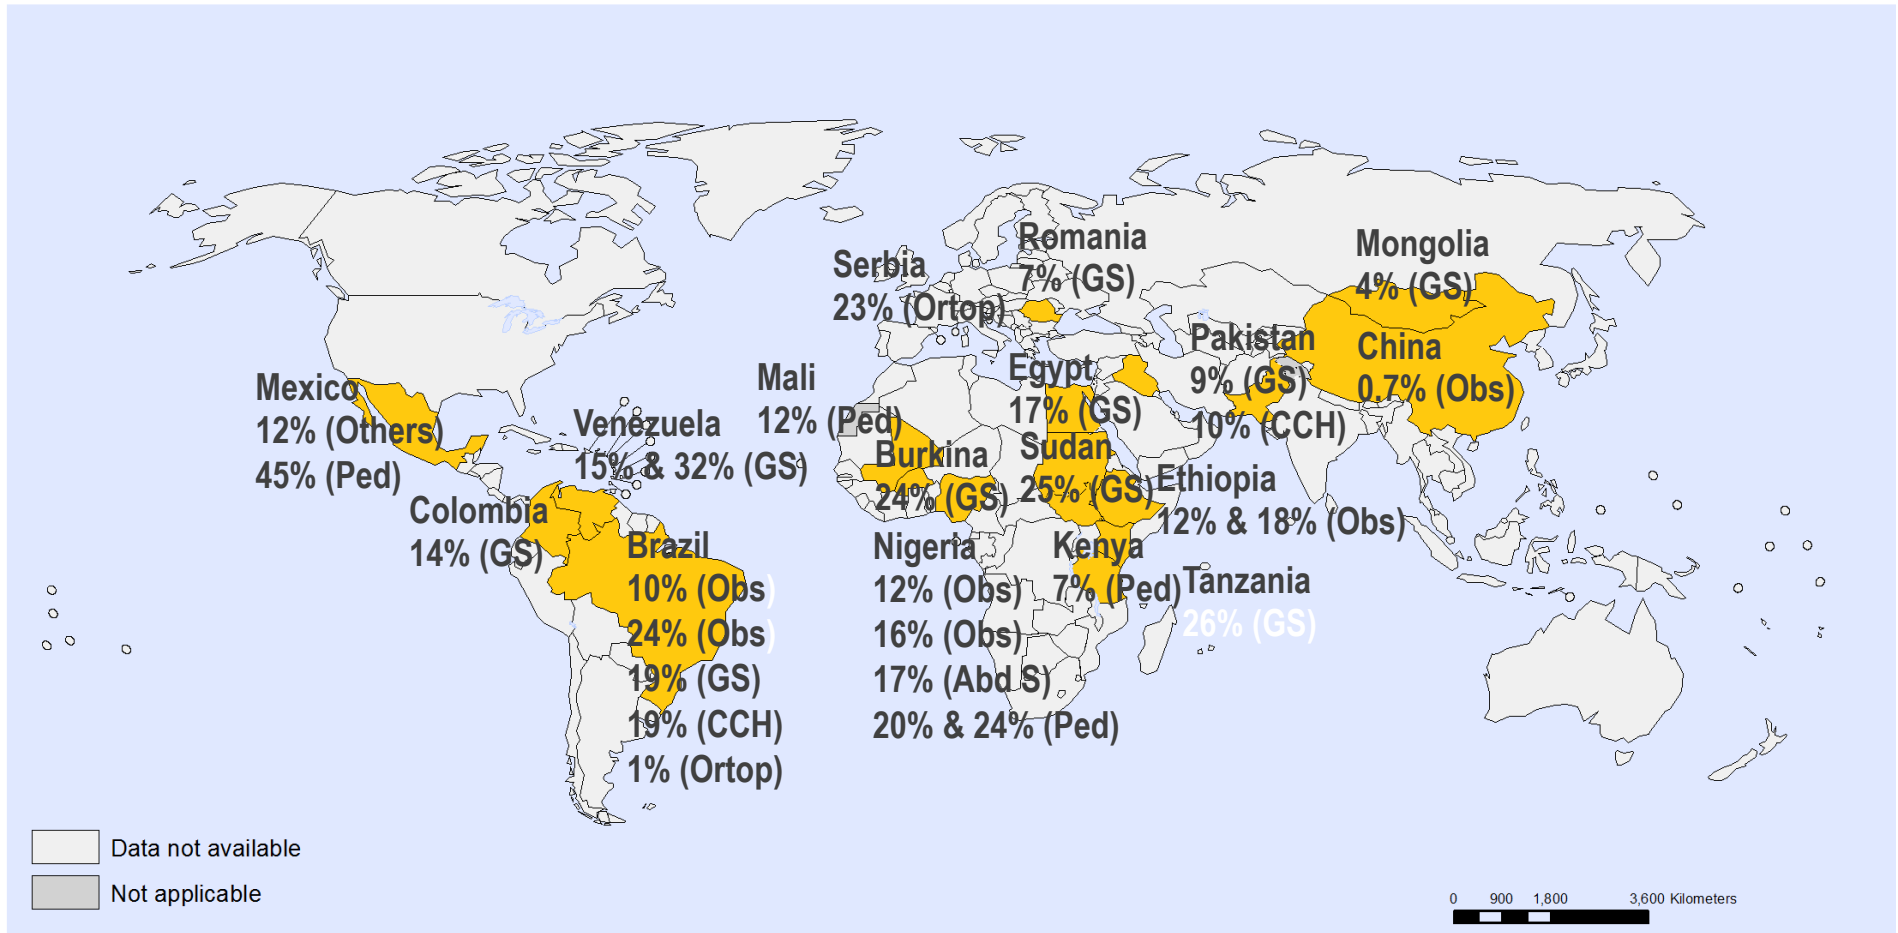 Romania
7% (GS)
Mongolia
4% (GS)
Serbia
23% (Ortop)
Pakistan
9% (GS)
10% (CCH)
China
0.7% (Obs)
Egypt
17% (GS)
Mali
12% (Ped)
Mexico
12% (Others)
45% (Ped)
Venezuela
15% & 32% (GS)
Burkina
24% (GS)
Sudan
25% (GS)
Ethiopia
12% & 18% (Obs)
Colombia
14% (GS)
Brazil
10% (Obs)
24% (Obs)
19% (GS)
19% (CCH)
1% (Ortop)
Nigeria
12% (Obs)
16% (Obs)
17% (Abd S)
20% & 24% (Ped)
Kenya
7% (Ped)
Tanzania
26% (GS)
Data not available
Not applicable
0 900 1,800 3,600 Kilometers